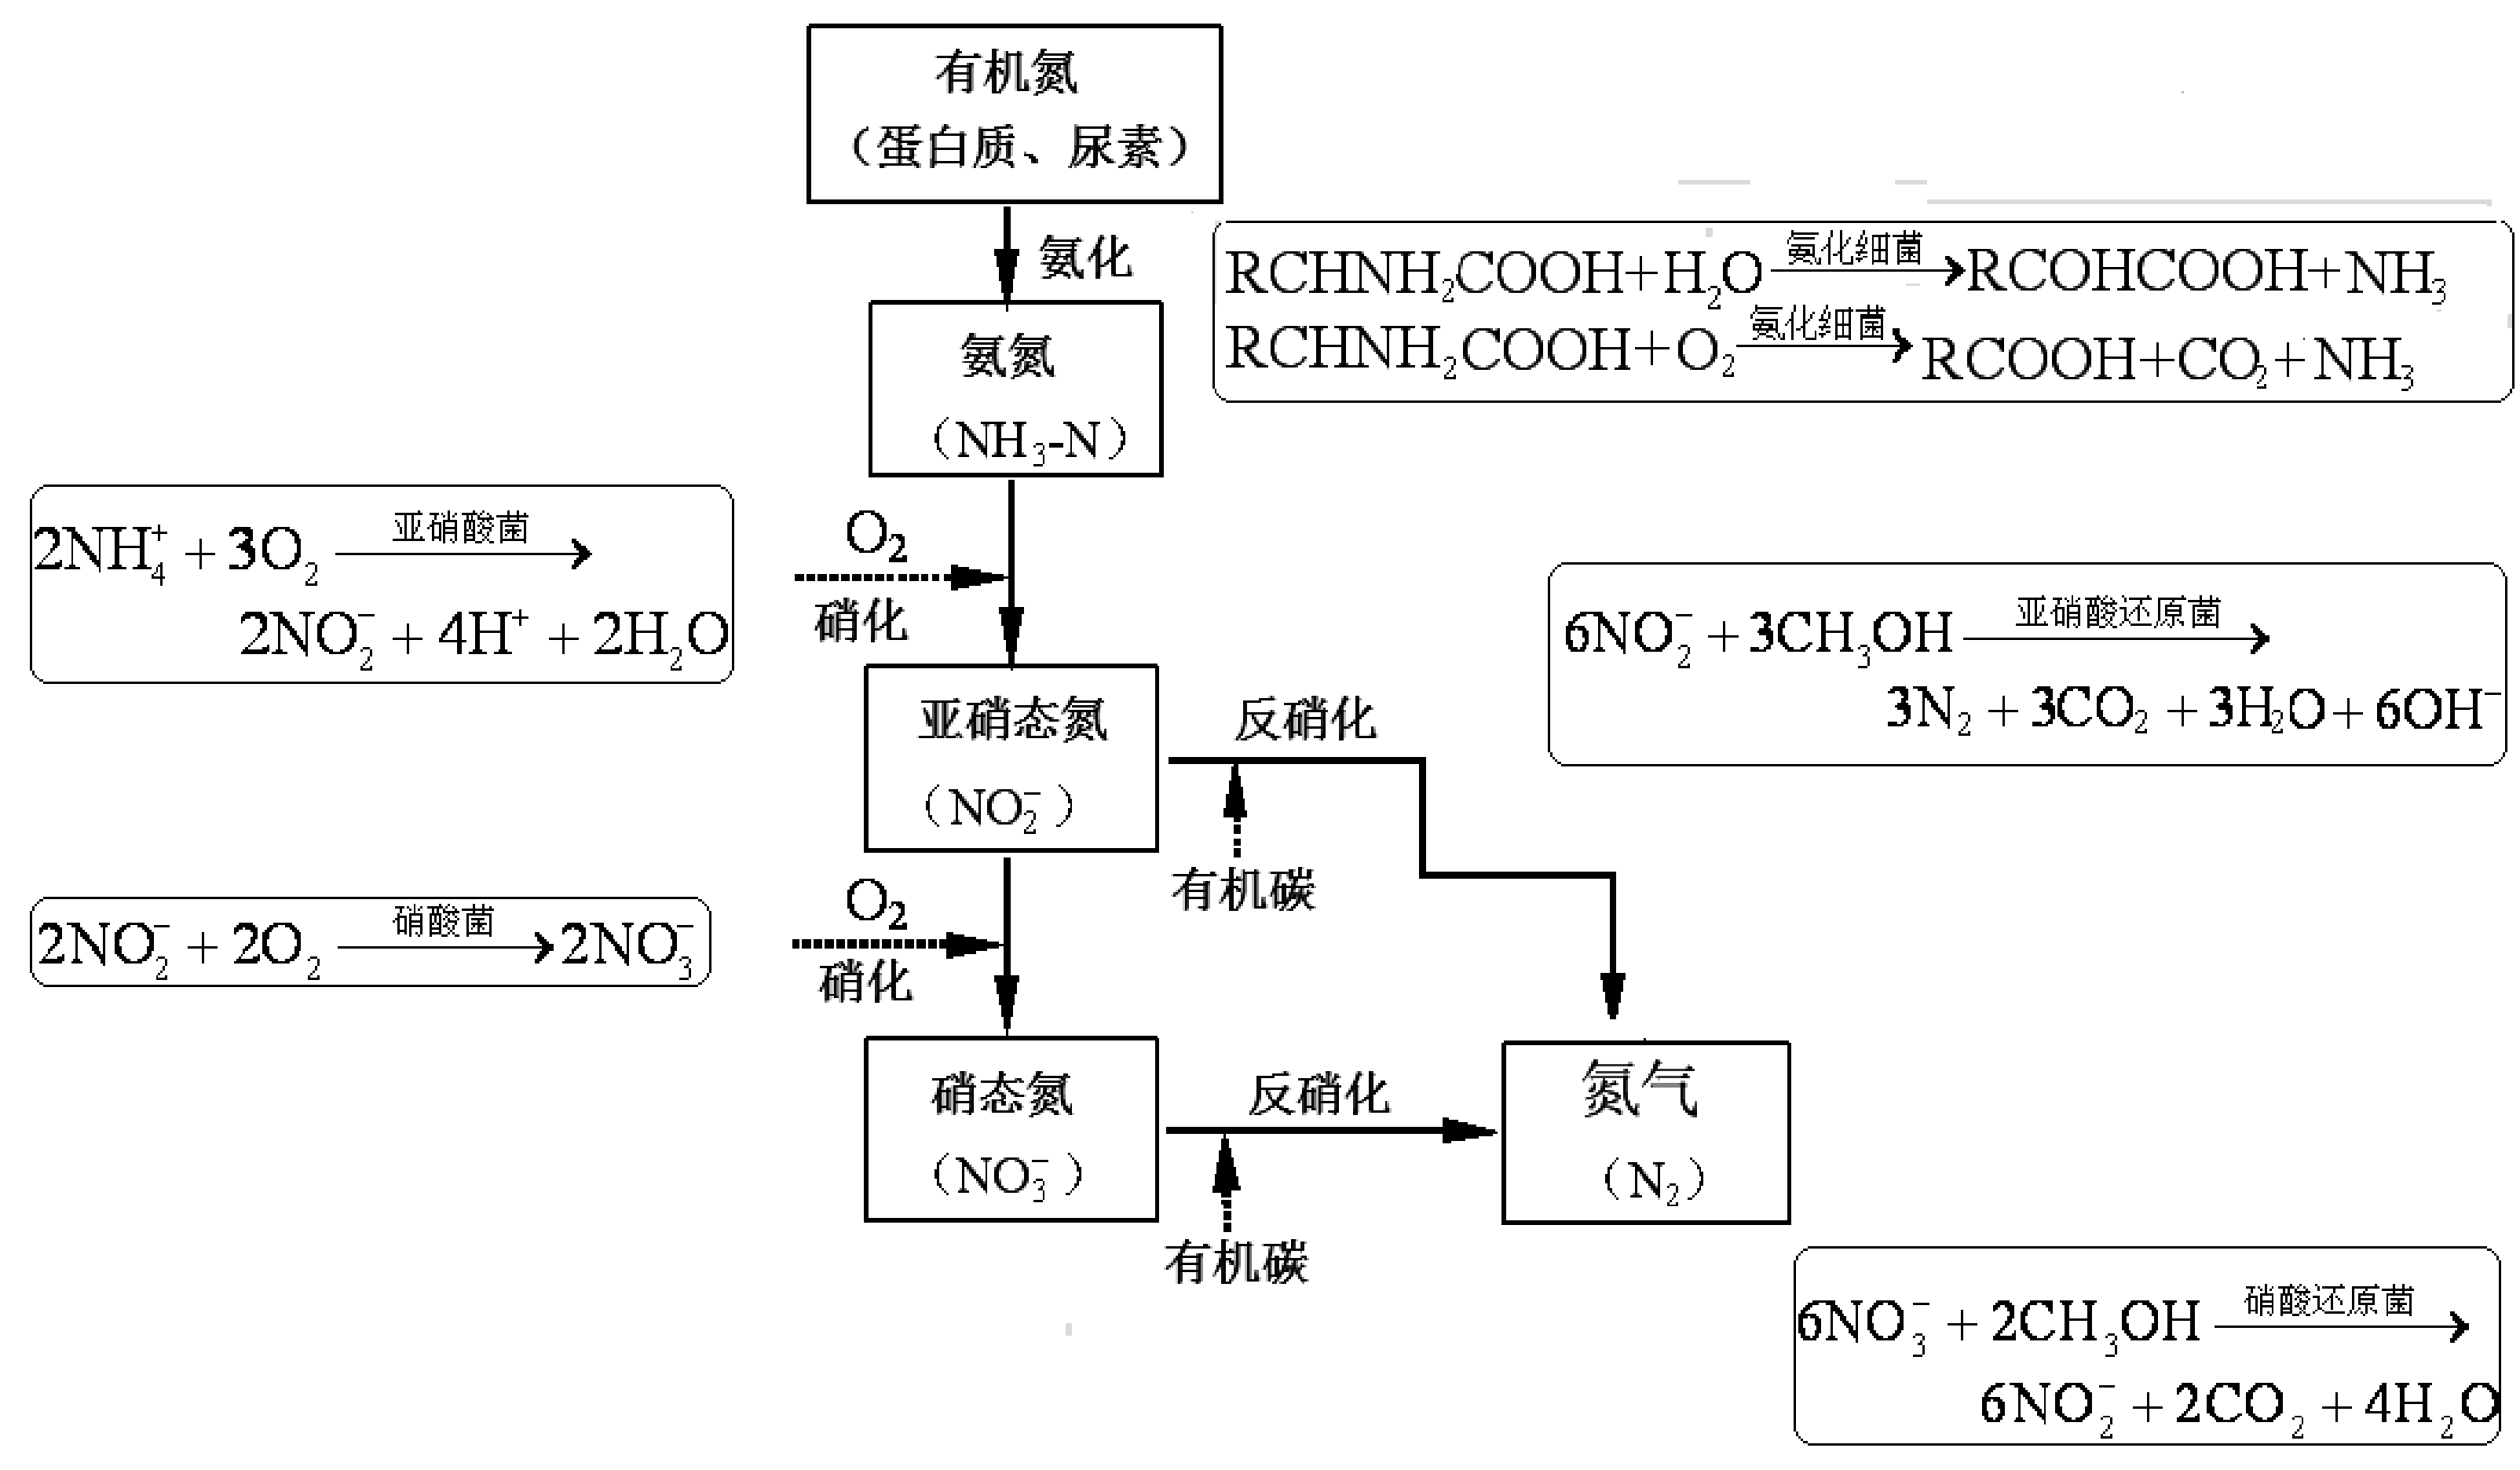 有机氮
（蛋白质、尿素）
氨化
RCHNH₂COOH+H₂O 氨化细菌 →RCOHCOOH+NH₃
RCHNH₂COOH+O₂ 氨化细菌 →RCOOH+CO₂+NH₃
氨氮
（NH₃-N）
2NH₄⁺+3O₂ 亚硝酸菌 →
2NO₂⁻+4H⁺+2H₂O
O₂
硝化
6NO₂⁻+3CH₃OH 亚硝酸还原菌 →
3N₂+3CO₂+3H₂O+6OH⁻
亚硝态氮
（NO₂⁻）
反硝化
有机碳
2NO₂⁻+2O₂ 硝酸菌 →2NO₃⁻
O₂
硝化
硝态氮
（NO₃⁻）
反硝化
有机碳
氮气
（N₂）
6NO₃⁻+2CH₃OH 硝酸还原菌 →
6NO₂⁻+2CO₂+4H₂O